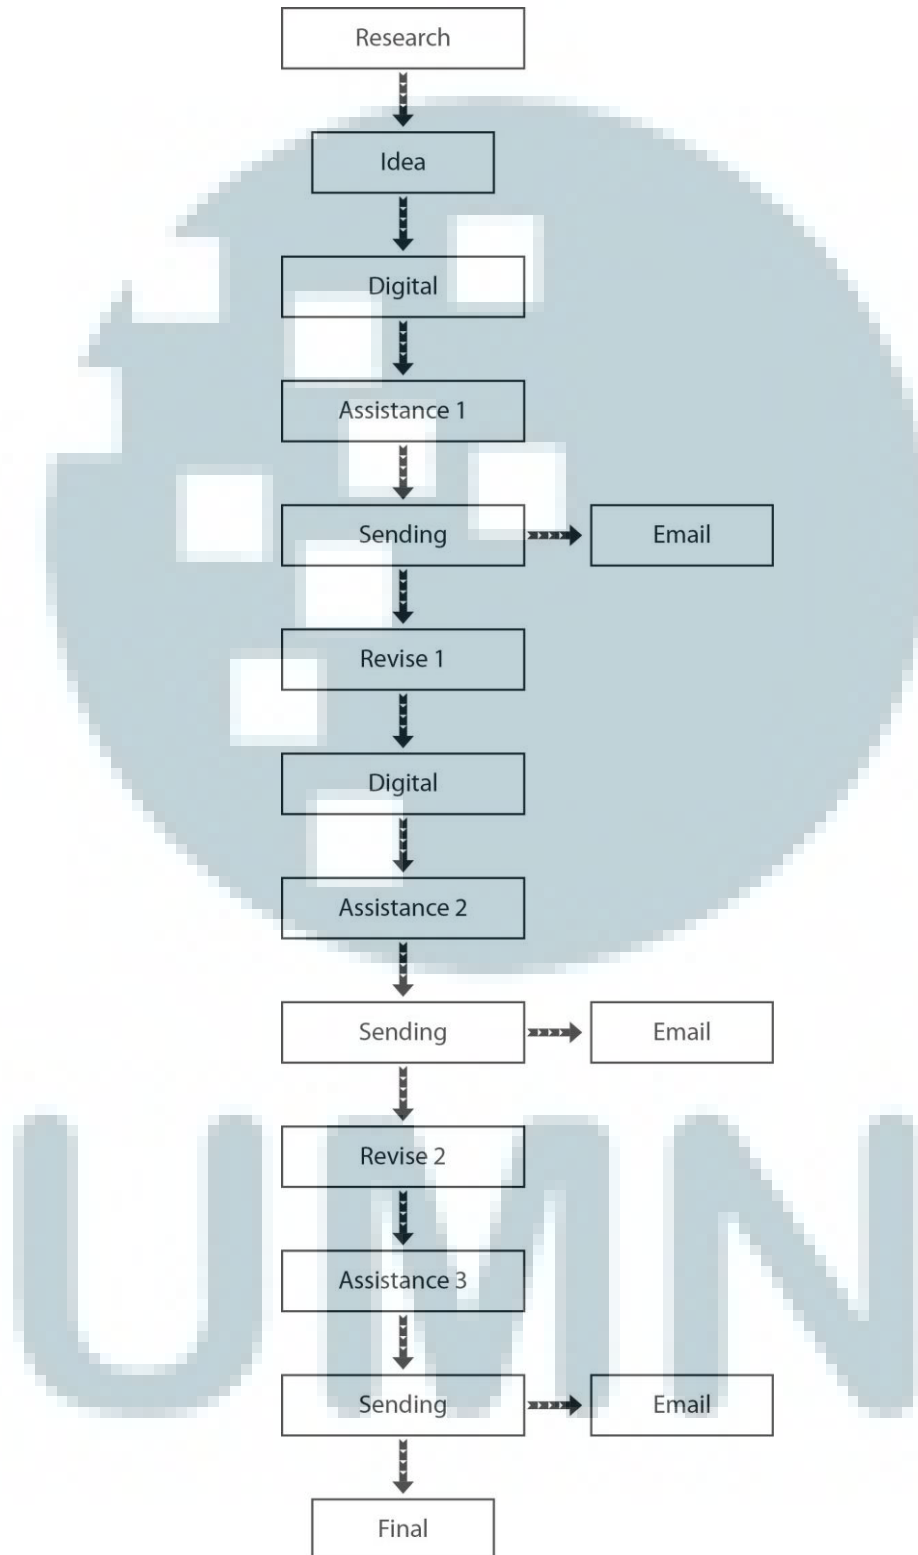 Research
Idea
Digital
Assistance 1
Sending
Email
Revise 1
Digital
Assistance 2
Sending
Email
Revise 2
Assistance 3
Sending
Email
Final
UMN